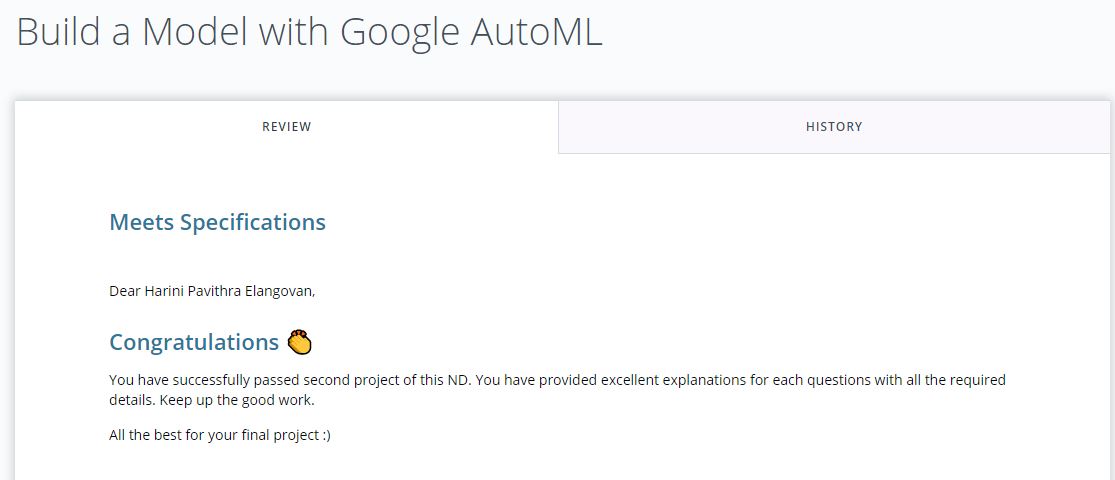 Build a Model with Google AutoML
REVIEW
HISTORY
Meets Specifications
Dear Harini Pavithra Elangovan,
Congratulations
You have successfully passed second project of this ND. You have provided excellent explanations for each questions with all the required
details. Keep up the good work.
All the best for your final project :)